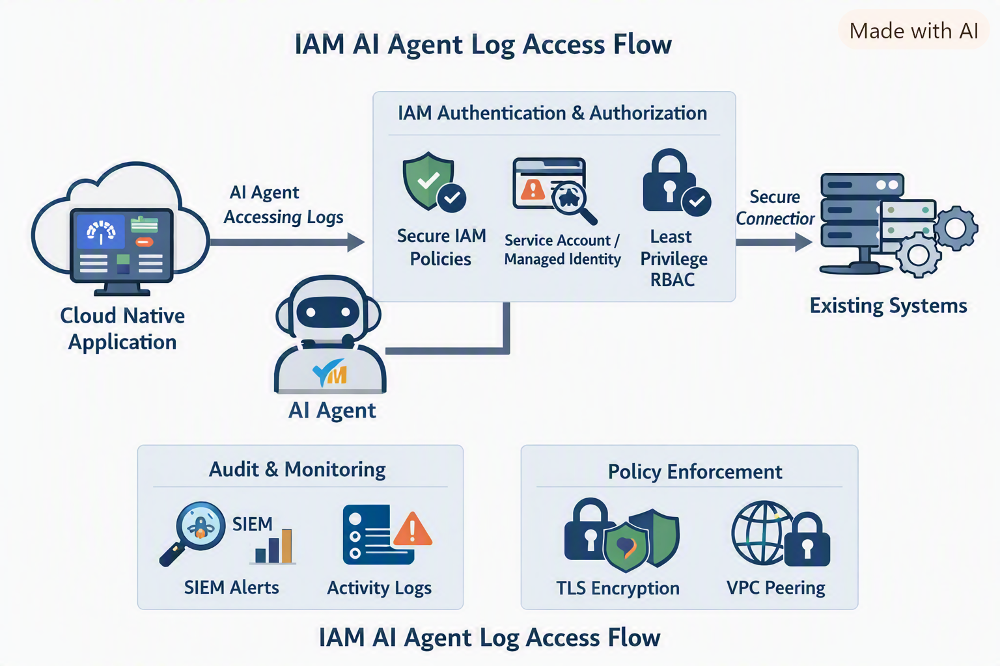 Made with AI
IAM AI Agent Log Access Flow
IAM Authentication & Authorization
AI Agent
Accessing Logs
Secure IAM
Policies
Service Account /
Managed Identity
Least
Privilege
RBAC
Secure
Connection
Cloud Native
Application
Existing Systems
YM
AI Agent
Audit & Monitoring
SIEM
SIEM Alerts
Activity Logs
Policy Enforcement
TLS Encryption
VPC Peering
IAM AI Agent Log Access Flow